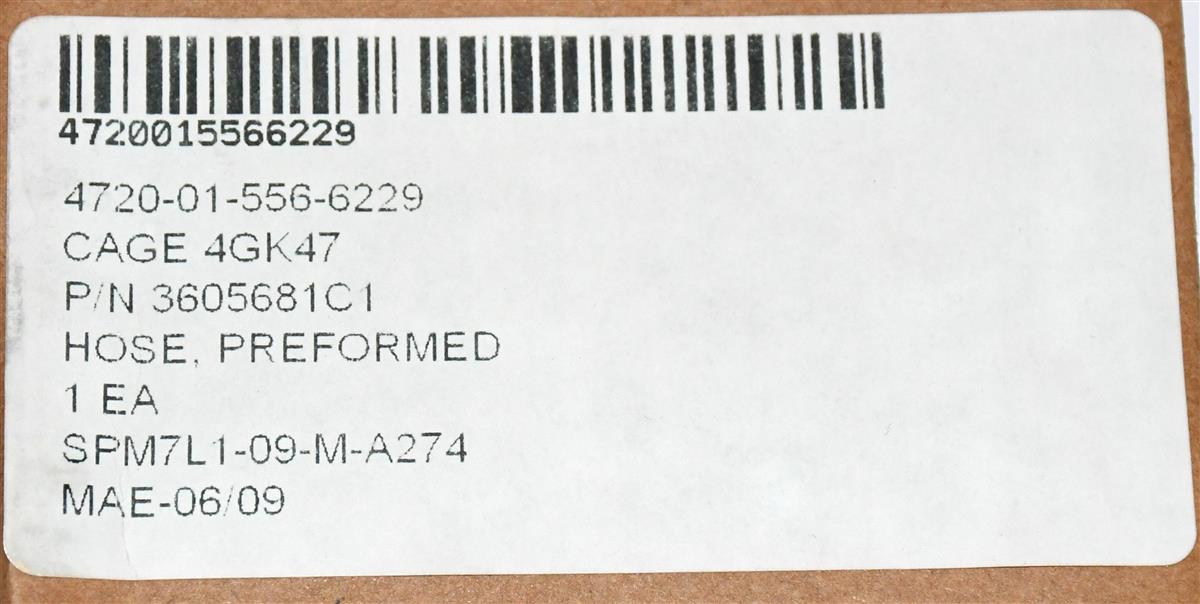 4720015566229
4720-01-556-6229
CAGE 4GK47
P/N 3605681C1
HOSE, PREFORMED
1 EA
SPM7L1-09-M-A274
MAE-06/09